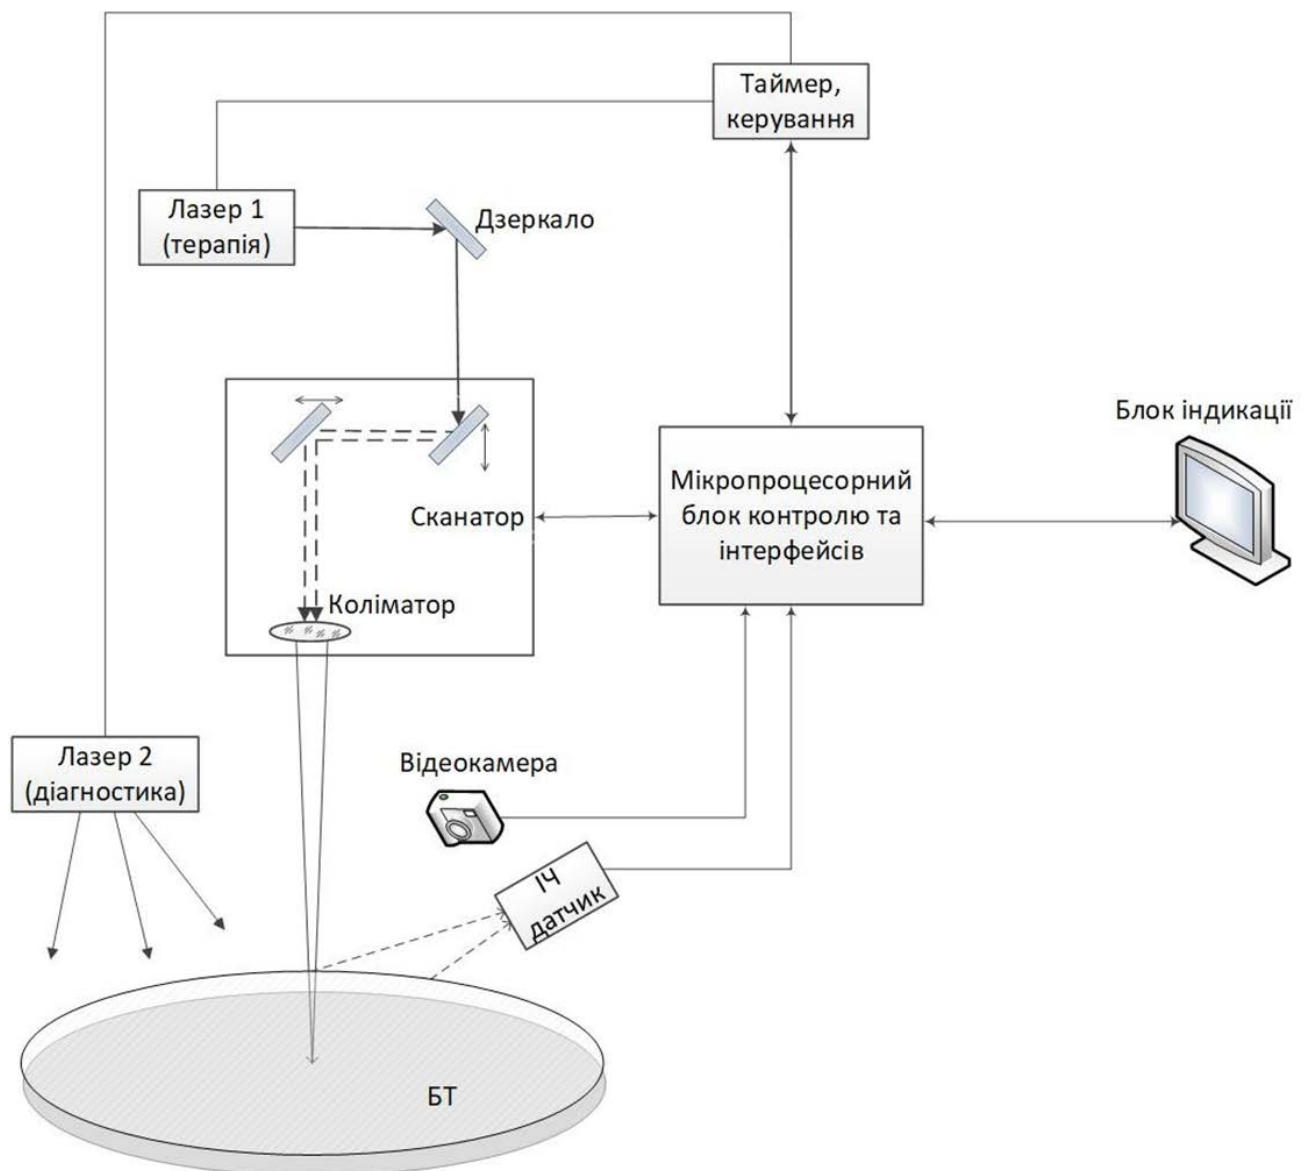 Таймер,
керування
Лазер 1
(терапія)
Дзеркало
Блок індикації
Мікропроцесорний
блок контролю та
інтерфейсів
Сканатор
Коліматор
Лазер 2
(діагностика)
Відеокамера
ІЧ
датчик
БТ